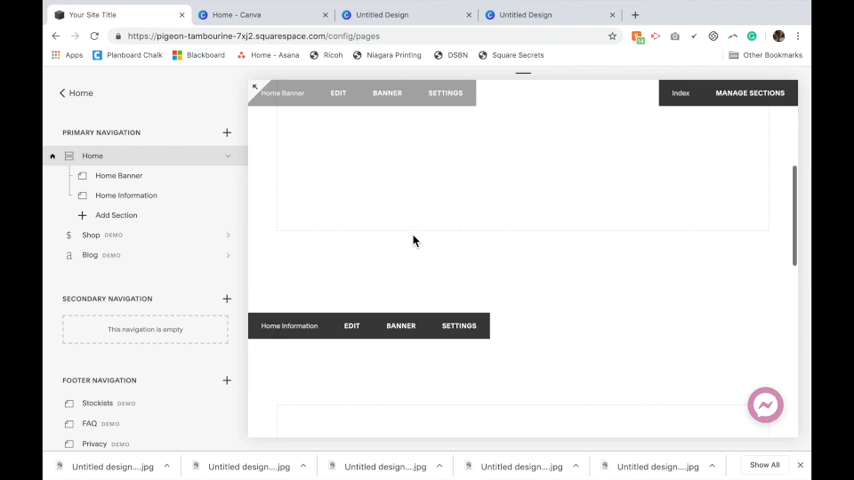 Your Site Title
Home - Canva
Untitled Design
Untitled Design
https://pigeon-tambourine-7xj2.squarespace.com/config/pages
Apps
Planboard Chalk
Blackboard
Home - Asana
Ricoh
Niagara Printing
DSBN
Square Secrets
Other Bookmarks
Home
PRIMARY NAVIGATION
Home
Home Banner
Home Information
Add Section
Shop DEMO
Blog DEMO
SECONDARY NAVIGATION
This navigation is empty
FOOTER NAVIGATION
Stockists DEMO
FAQ DEMO
Privacy DEMO
Home Banner EDIT BANNER SETTINGS
Index MANAGE SECTIONS
Home Information EDIT BANNER SETTINGS
Untitled design....jpg
Untitled design....jpg
Untitled design....jpg
Untitled design....jpg
Untitled design....jpg
Show All